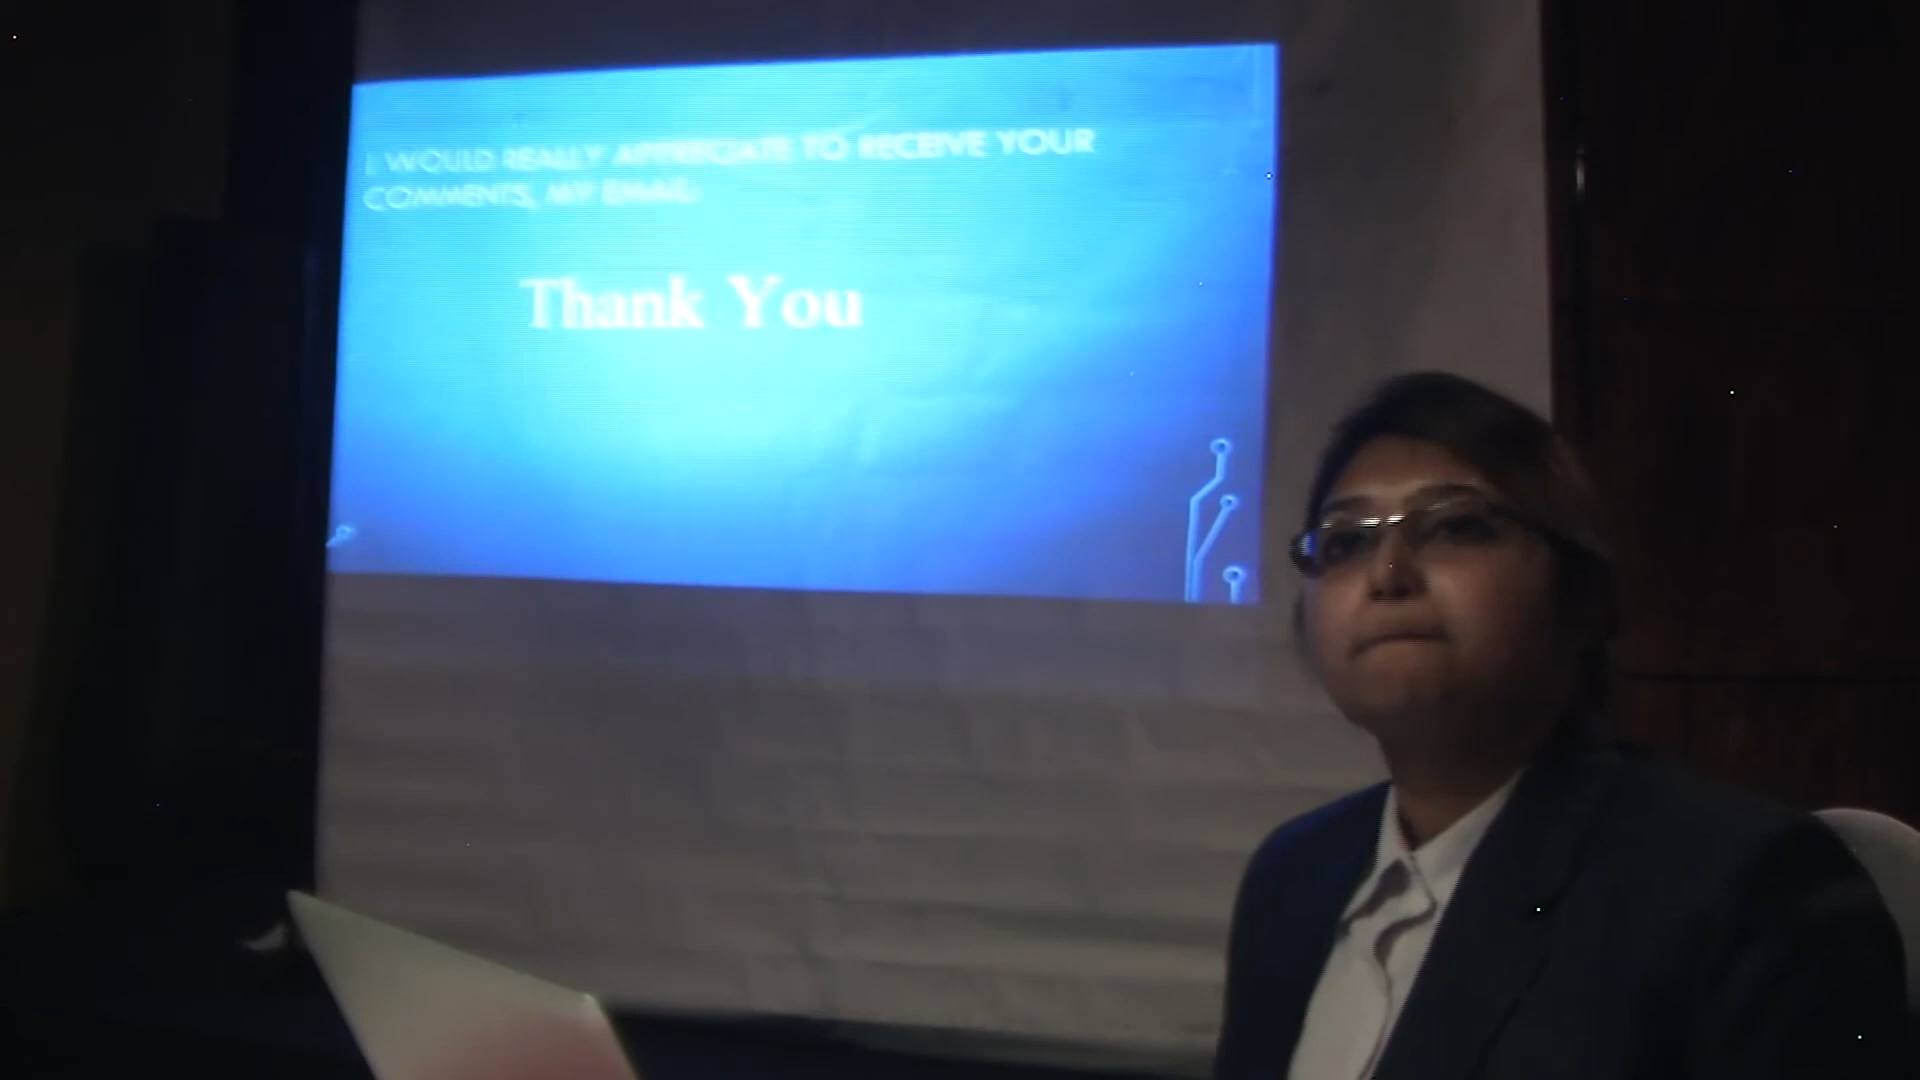 I WOULD REALLY APPRECIATE TO RECEIVE YOUR
COMMENTS, MY EMAIL:
Thank You